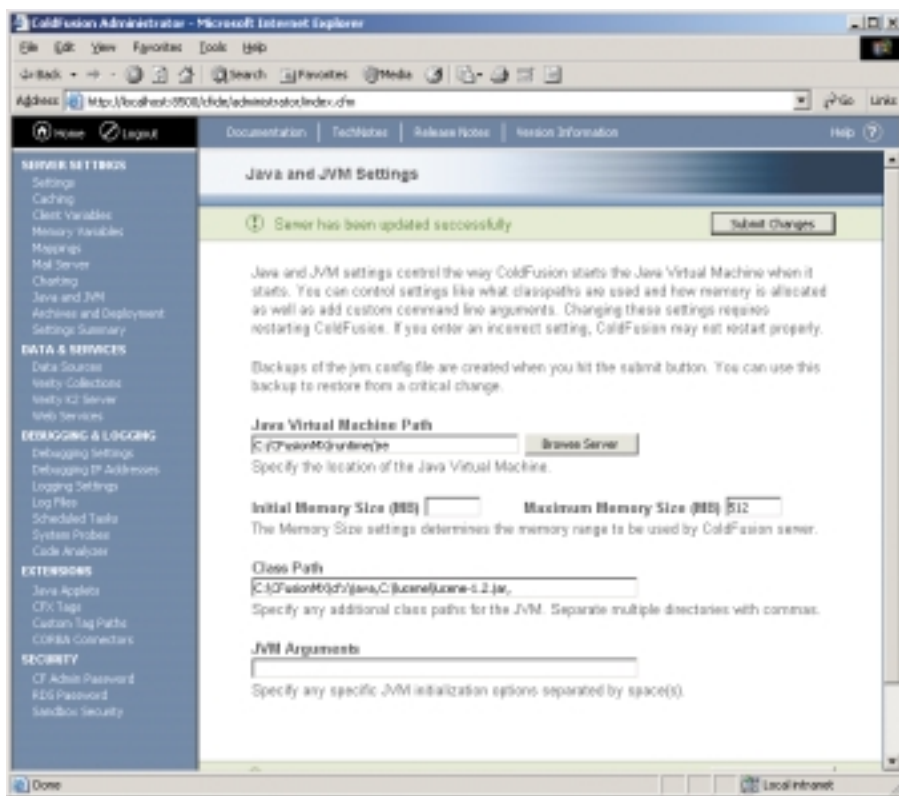 ColdFusion Administrator - Microsoft Internet Explorer
File Edit View Favorites Tools Help
Back Search Favorites Media
Address http://localhost:8500/cfide/administrator/index.cfm Go Links
Home Logout Documentation TechNotes Release Notes Version Information Help ?
SERVER SETTINGS
Settings
Caching
Client Variables
Memory Variables
Mappings
Mail Server
Charting
Java and JVM
Archives and Deployment
Settings Summary
DATA & SERVICES
Data Sources
Verity Collections
Verity K2 Server
Web Services
DEBUGGING & LOGGING
Debugging Settings
Debugging IP Addresses
Logging Settings
Log Files
Scheduled Tasks
System Probes
Code Analyzer
EXTENSIONS
Java Applets
CFX Tags
Custom Tag Paths
CORBA Connectors
SECURITY
CF Admin Password
RDS Password
Sandbox Security
Java and JVM Settings
Server has been updated successfully
Submit Changes
Java and JVM settings control the way ColdFusion starts the Java Virtual Machine when it
starts. You can control settings like what classpaths are used and how memory is allocated
as well as add custom command line arguments. Changing these settings requires
restarting ColdFusion. If you enter an incorrect setting, ColdFusion may not restart properly.
Backups of the jvm.config file are created when you hit the submit button. You can use this
backup to restore from a critical change.
Java Virtual Machine Path
C:/CFusionMX/runtime/jre Browse Server
Specify the location of the Java Virtual Machine.
Initial Memory Size (MB) Maximum Memory Size (MB) 512
The Memory Size settings determines the memory range to be used by ColdFusion server.
Class Path
Specify any additional class paths for the JVM. Separate multiple directories with commas.
JVM Arguments
Specify any specific JVM initialization options separated by space(s).
Done Local intranet